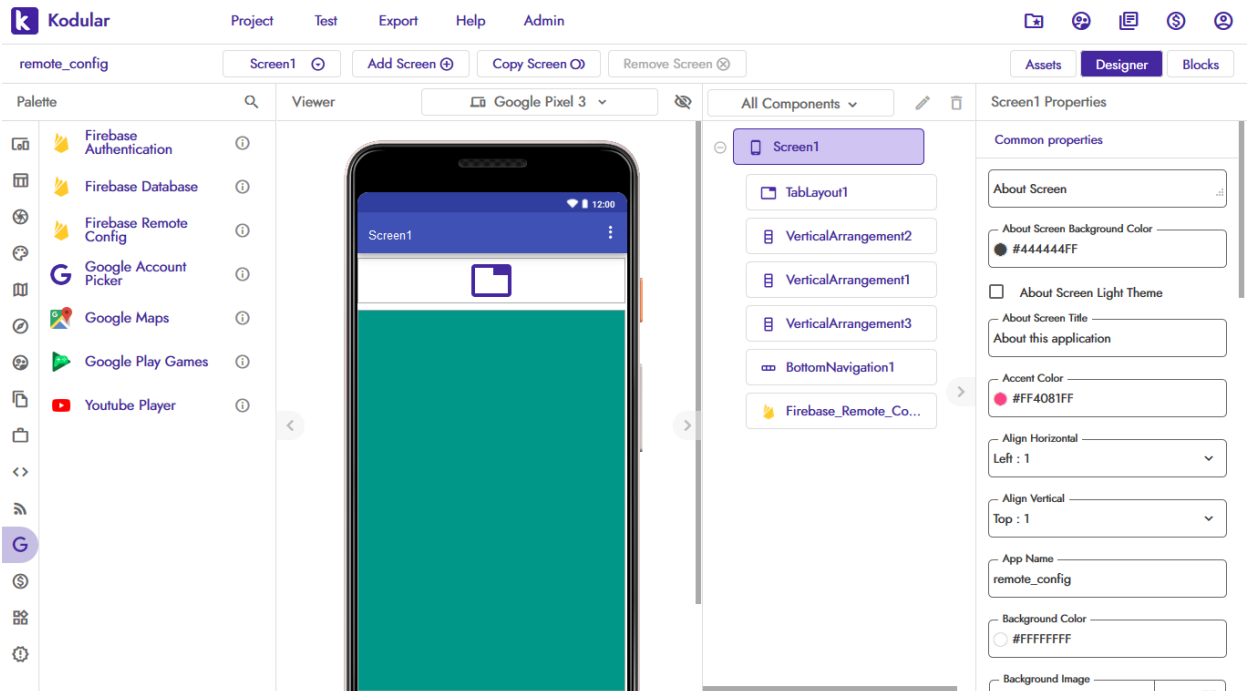 Kodular
Project Test Export Help Admin
remote_config
Screen1
Add Screen
Copy Screen
Remove Screen
Assets
Designer
Blocks
Palette
Firebase
Authentication
Firebase Database
Firebase Remote
Config
Google Account
Picker
Google Maps
Google Play Games
Youtube Player
Viewer
Google Pixel 3
12:00
Screen1
All Components
Screen1
TabLayout1
VerticalArrangement2
VerticalArrangement1
VerticalArrangement3
BottomNavigation1
Firebase_Remote_Co...
Screen1 Properties
Common properties
About Screen
About Screen Background Color
#444444FF
About Screen Light Theme
About Screen Title
About this application
Accent Color
#FF4081FF
Align Horizontal
Left : 1
Align Vertical
Top : 1
App Name
remote_config
Background Color
#FFFFFFFF
Background Image